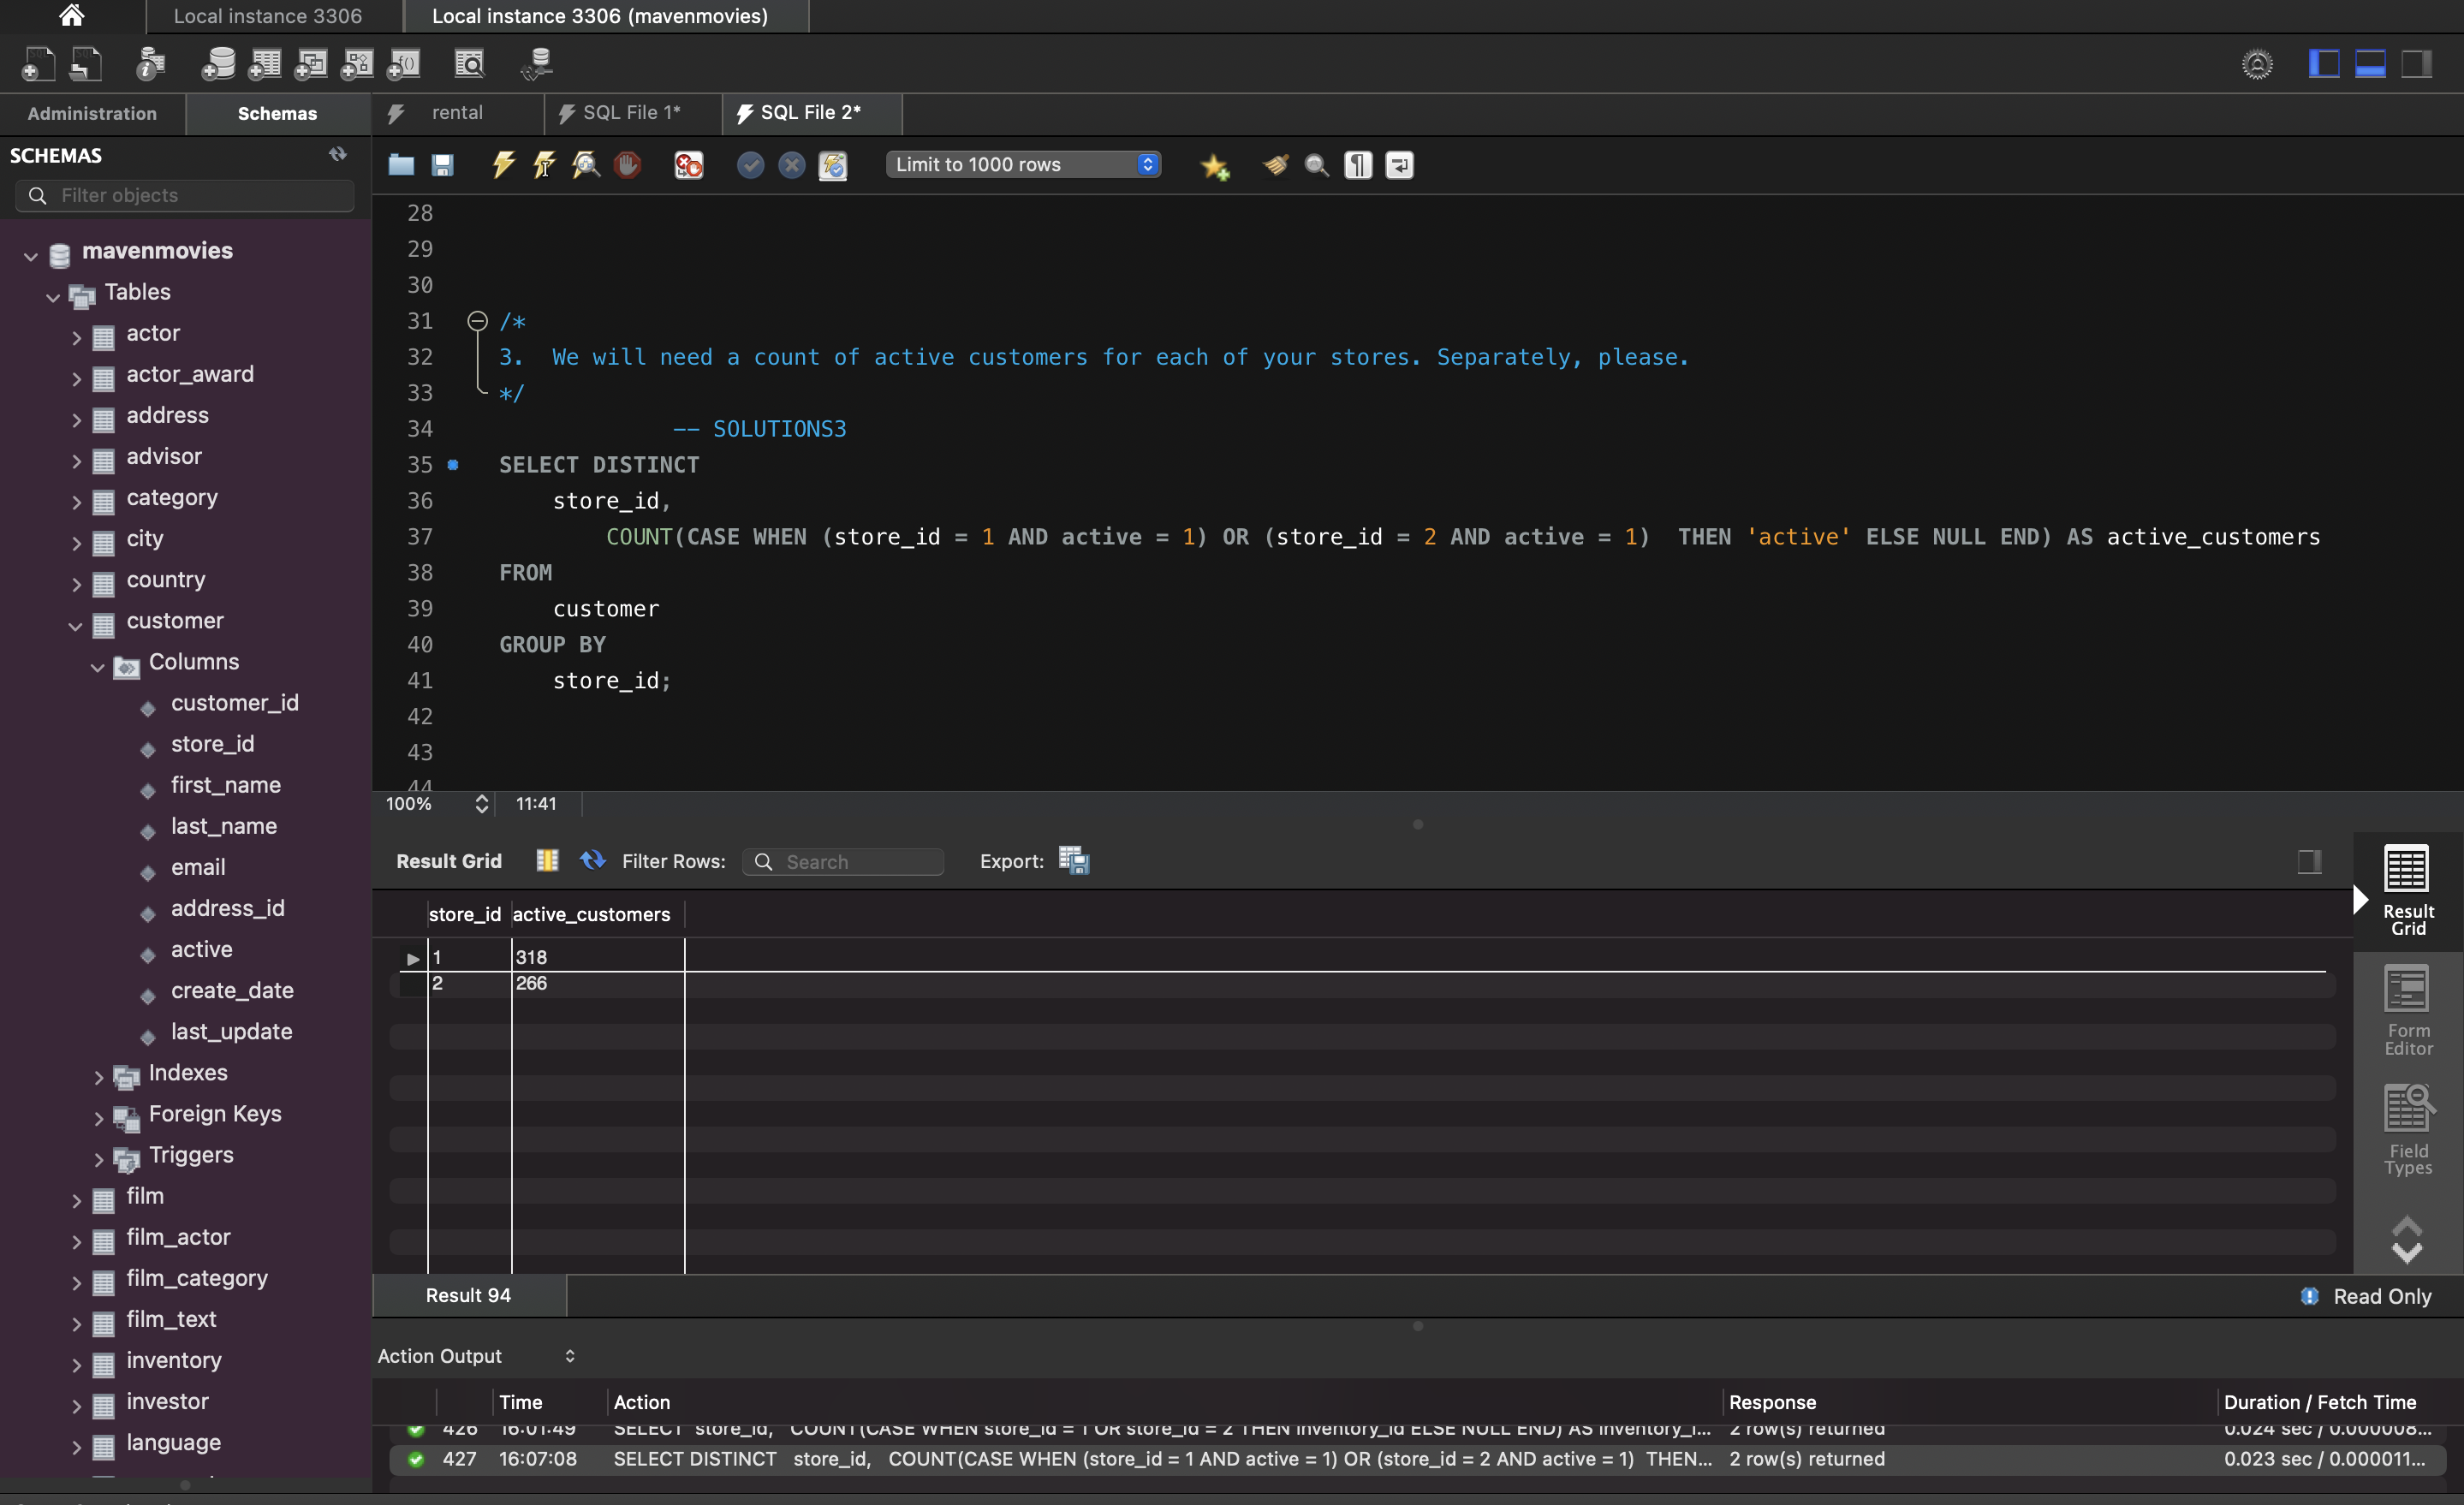 Local instance 3306
Local instance 3306 (mavenmovies)
Administration
Schemas
rental
SQL File 1*
SQL File 2*
SCHEMAS
Filter objects
Limit to 1000 rows
mavenmovies
Tables
actor
actor_award
address
advisor
category
city
country
customer
Columns
customer_id
store_id
first_name
last_name
email
address_id
active
create_date
last_update
Indexes
Foreign Keys
Triggers
film
film_actor
film_category
film_text
inventory
investor
language
28
29
30
31 /*
32 3. We will need a count of active customers for each of your stores. Separately, please.
33 */
34 -- SOLUTIONS3
35 SELECT DISTINCT
36 store_id,
37 COUNT(CASE WHEN (store_id = 1 AND active = 1) OR (store_id = 2 AND active = 1) THEN 'active' ELSE NULL END) AS active_customers
38 FROM
39 customer
40 GROUP BY
41 store_id;
42
43
44
100% 11:41
Result Grid Filter Rows: Search Export:
store_id active_customers
1 318
2 266
Result Grid
Form Editor
Field Types
Result 94
Read Only
Action Output
Time Action Response Duration / Fetch Time
426 16:01:49 SELECT store_id, COUNT(CASE WHEN store_id = 1 OR store_id = 2 THEN inventory_id ELSE NULL END) AS inventory_i... 2 row(s) returned 0.024 sec / 0.000008...
427 16:07:08 SELECT DISTINCT store_id, COUNT(CASE WHEN (store_id = 1 AND active = 1) OR (store_id = 2 AND active = 1) THEN... 2 row(s) returned 0.023 sec / 0.000011...